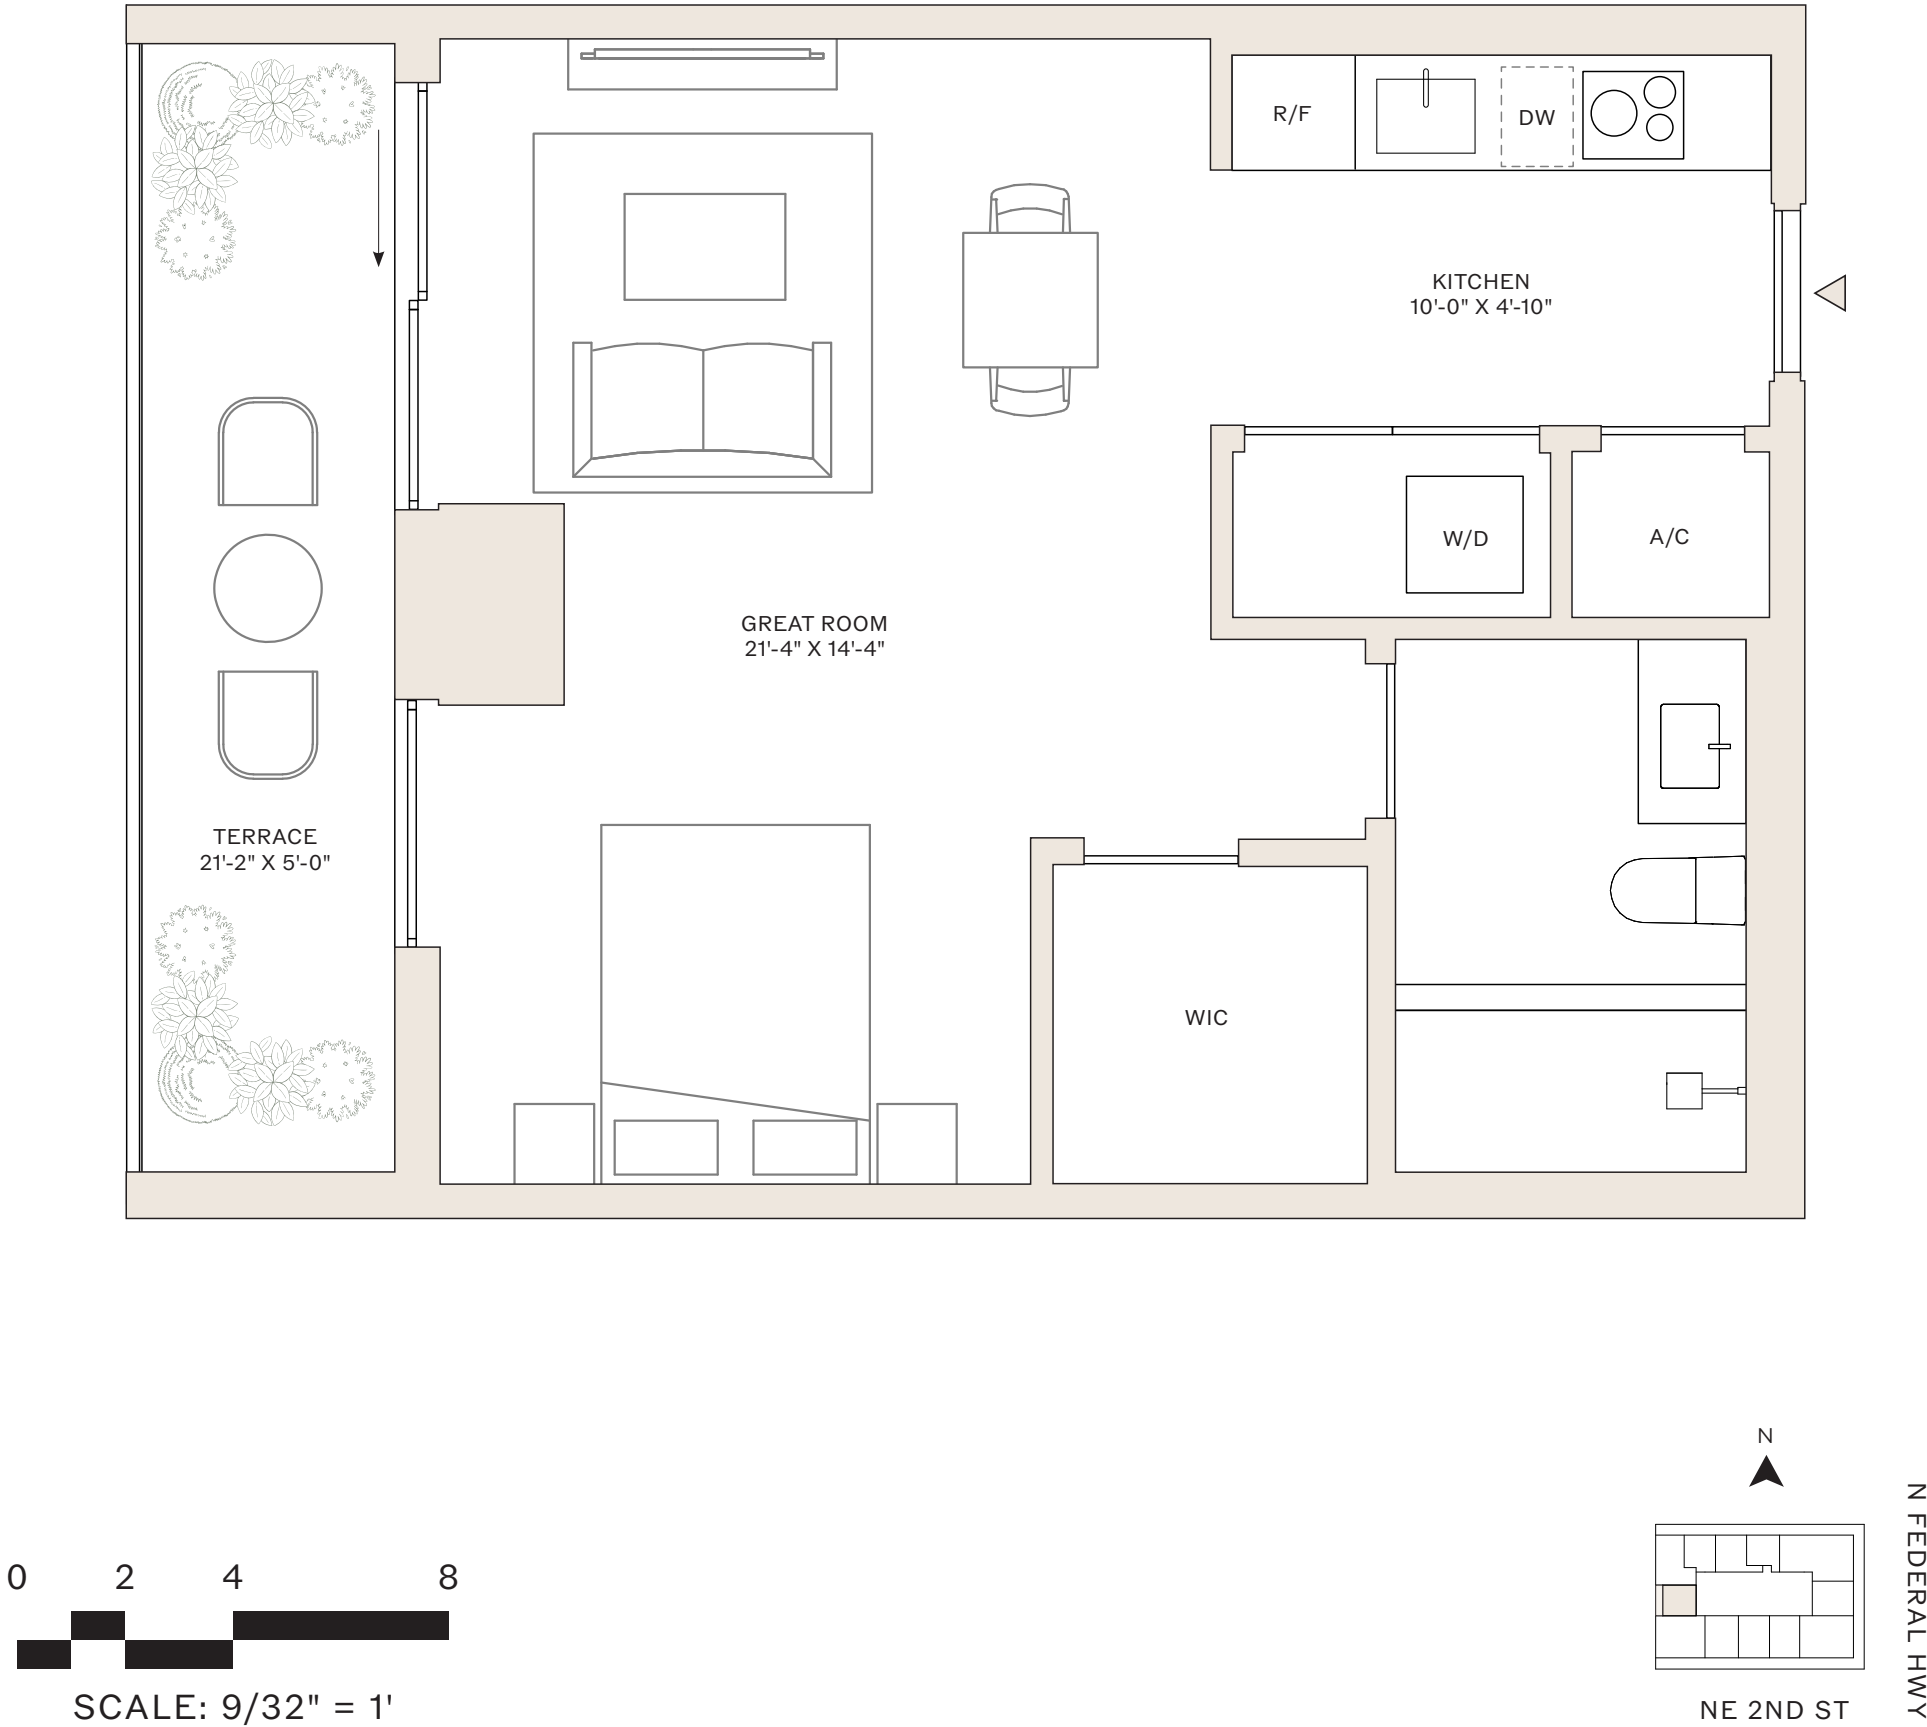 R/F
DW
KITCHEN
10'-0" X 4'-10"
W/D
A/C
GREAT ROOM
21'-4" X 14'-4"
TERRACE
21'-2" X 5'-0"
WIC
N
N FEDERAL HWY
NE 2ND ST
0 2 4 8
SCALE: 9/32" = 1'